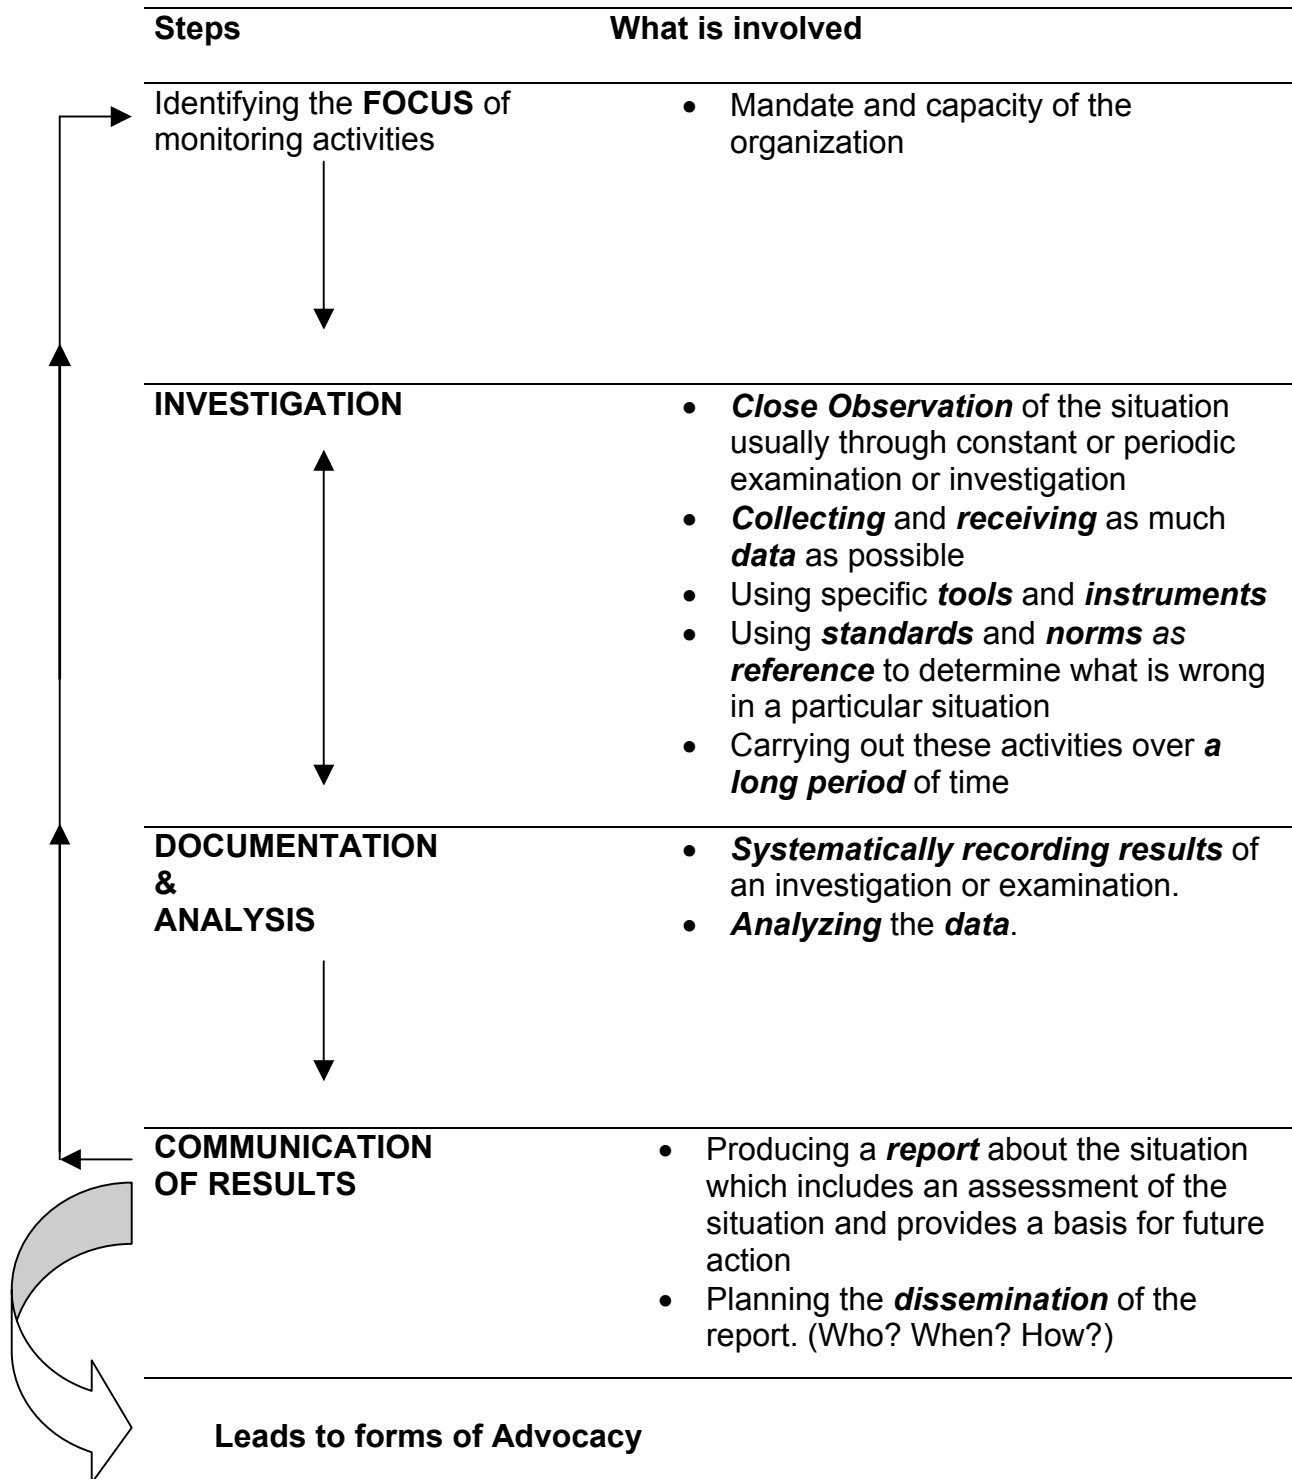 Steps What is involved
Identifying the FOCUS of
monitoring activities
• Mandate and capacity of the
organization
INVESTIGATION
• Close Observation of the situation
usually through constant or periodic
examination or investigation
• Collecting and receiving as much
data as possible
• Using specific tools and instruments
• Using standards and norms as
reference to determine what is wrong
in a particular situation
• Carrying out these activities over a
long period of time
DOCUMENTATION
&
ANALYSIS
• Systematically recording results of
an investigation or examination.
• Analyzing the data.
COMMUNICATION
OF RESULTS
• Producing a report about the situation
which includes an assessment of the
situation and provides a basis for future
action
• Planning the dissemination of the
report. (Who? When? How?)
Leads to forms of Advocacy